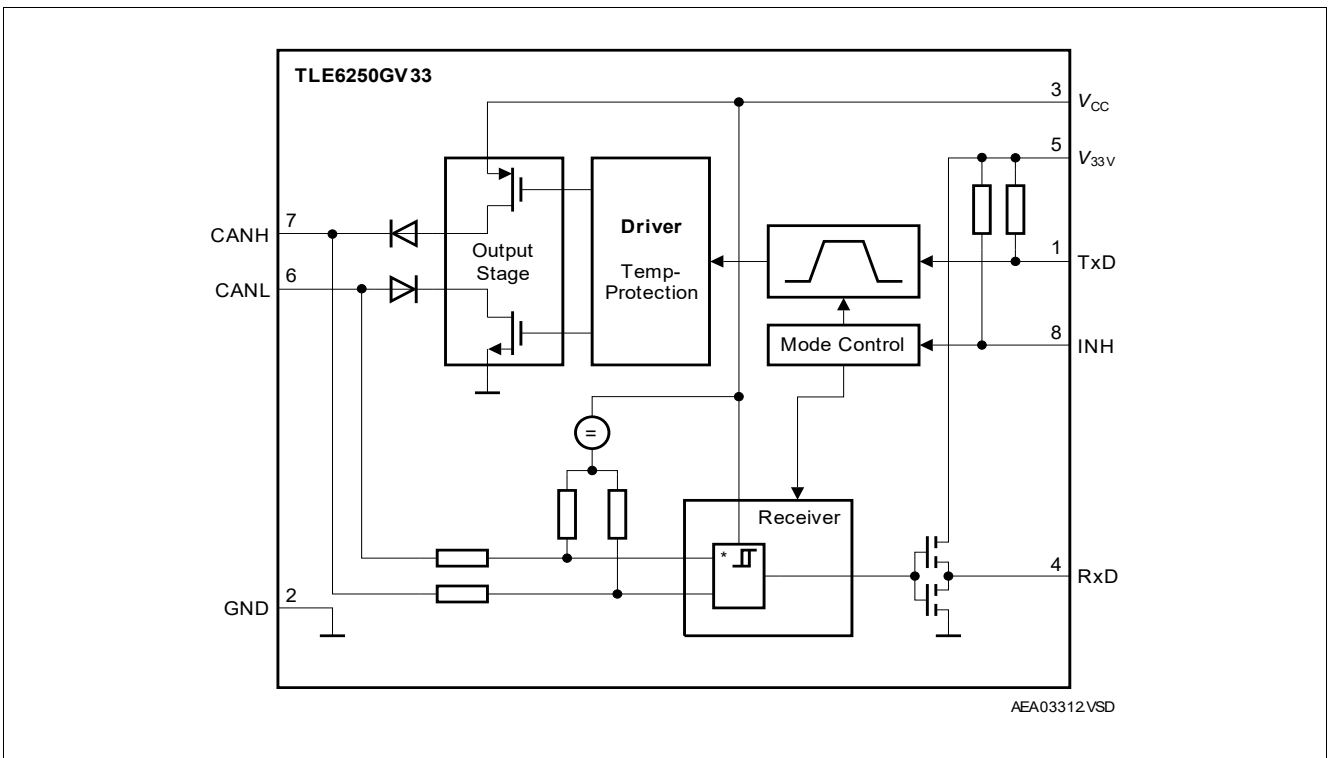 TLE6250GV33
3
VCC
5
V33V
7
CANH
Driver
Output
Stage
1
TxD
6
CANL
Temp-
Protection
8
Mode Control
INH
=
Receiver
*
4
RxD
2
GND
AEA03312.VSD